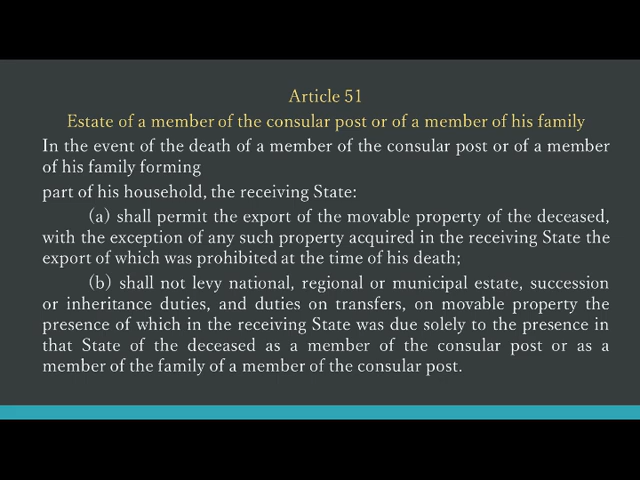 Article 51
Estate of a member of the consular post or of a member of his family
In the event of the death of a member of the consular post or of a member
of his family forming
part of his household, the receiving State:
(a) shall permit the export of the movable property of the deceased,
with the exception of any such property acquired in the receiving State the
export of which was prohibited at the time of his death;
(b) shall not levy national, regional or municipal estate, succession
or inheritance duties, and duties on transfers, on movable property the
presence of which in the receiving State was due solely to the presence in
that State of the deceased as a member of the consular post or as a
member of the family of a member of the consular post.